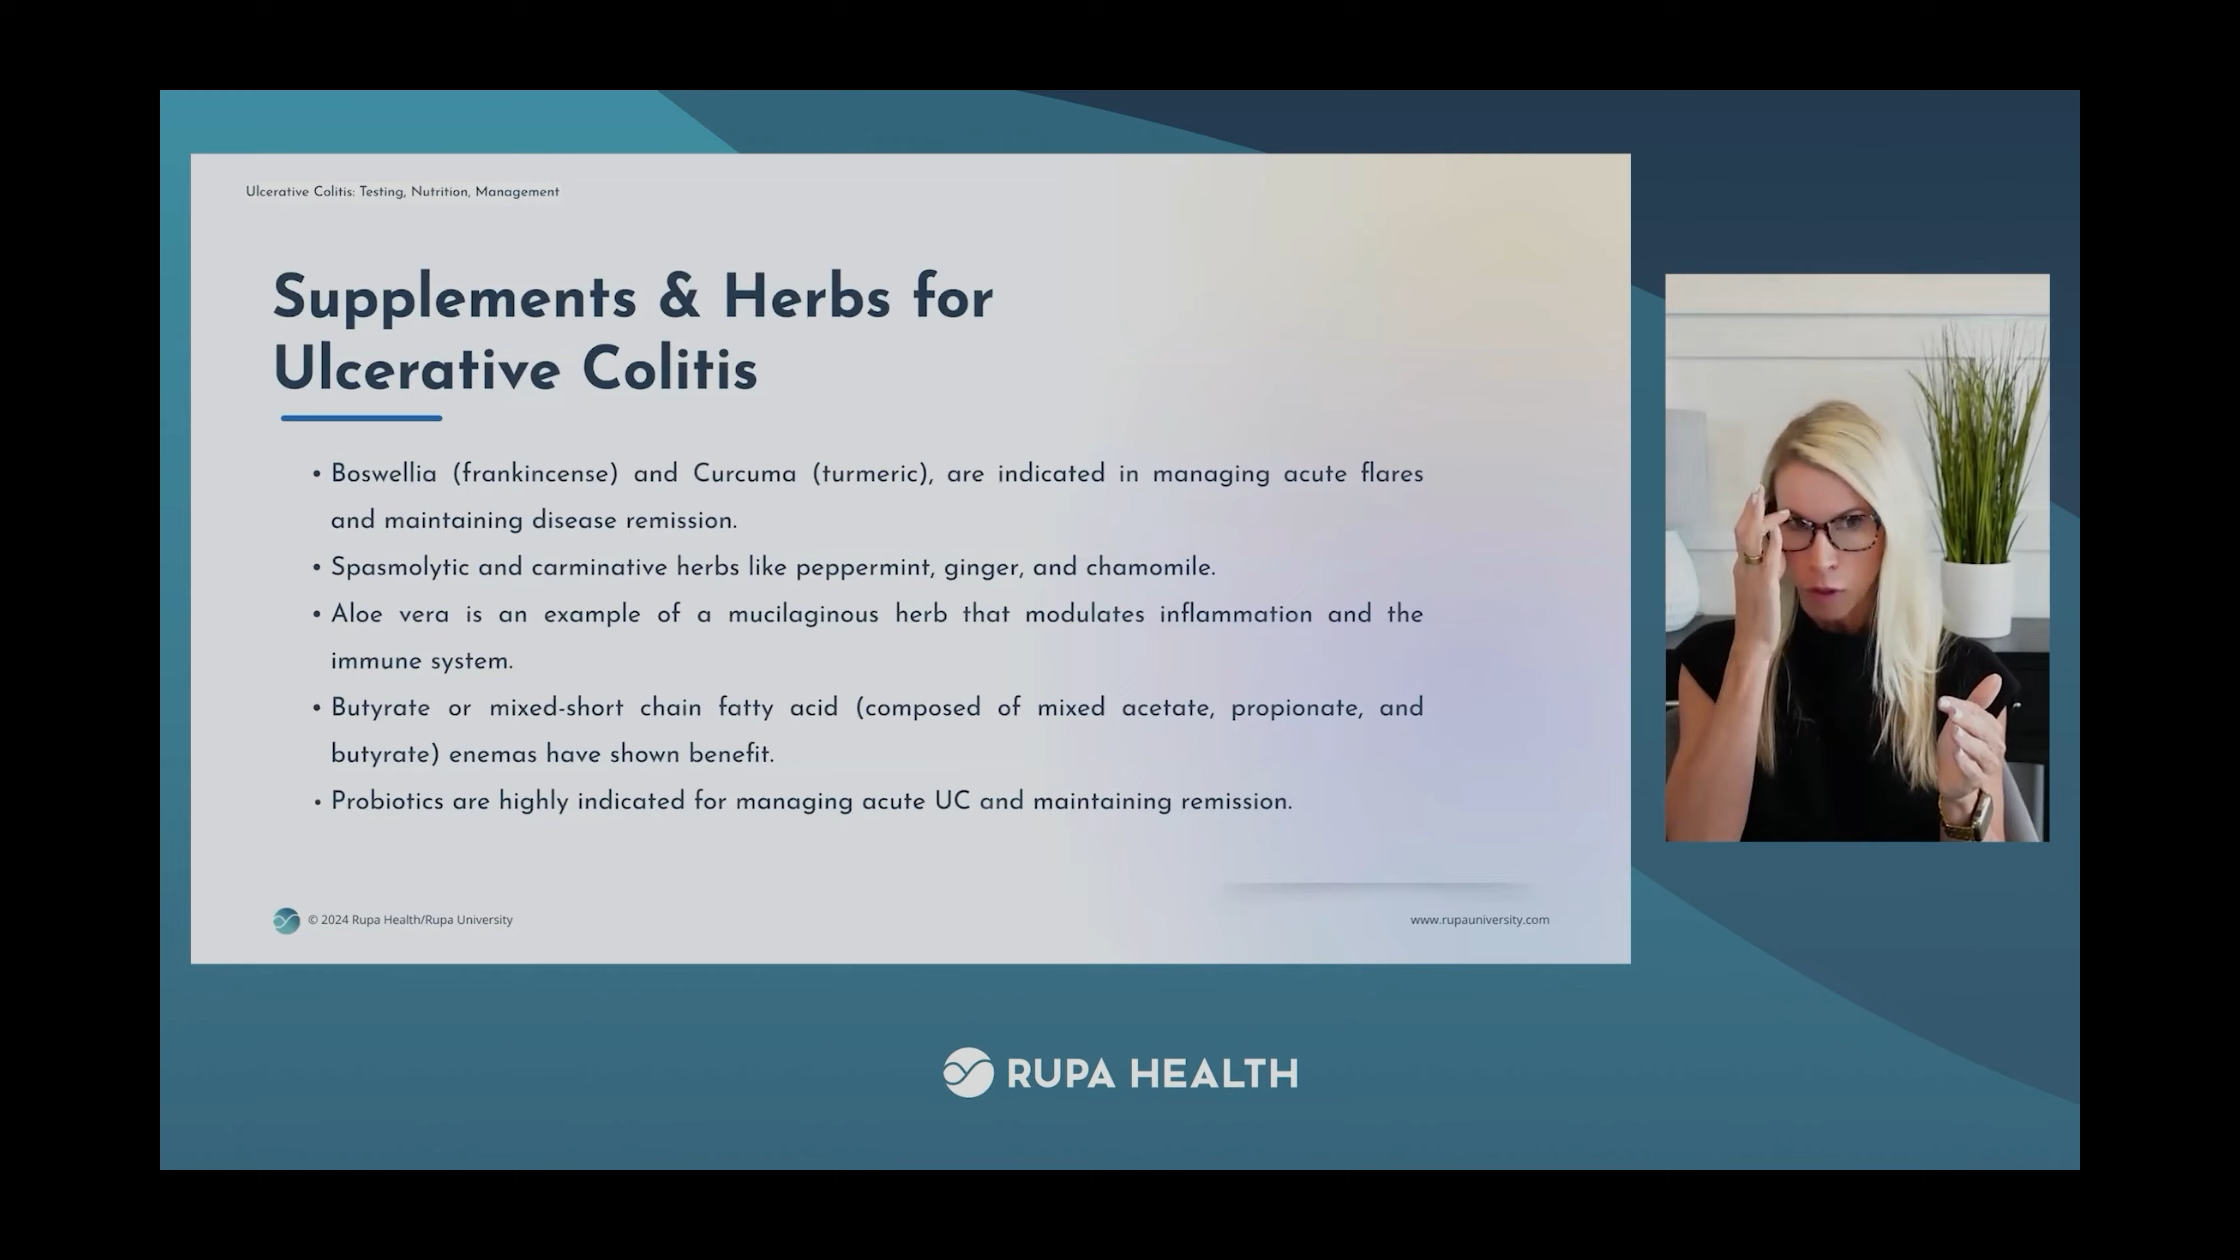 Ulcerative Colitis: Testing, Nutrition, Management
Supplements & Herbs for
Ulcerative Colitis
• Boswellia (frankincense) and Curcuma (turmeric), are indicated in managing acute flares
and maintaining disease remission.
• Spasmolytic and carminative herbs like peppermint, ginger, and chamomile.
• Aloe vera is an example of a mucilaginous herb that modulates inflammation and the
immune system.
• Butyrate or mixed-short chain fatty acid (composed of mixed acetate, propionate, and
butyrate) enemas have shown benefit.
• Probiotics are highly indicated for managing acute UC and maintaining remission.
© 2024 Rupa Health/Rupa University
www.rupauniversity.com
RUPA HEALTH